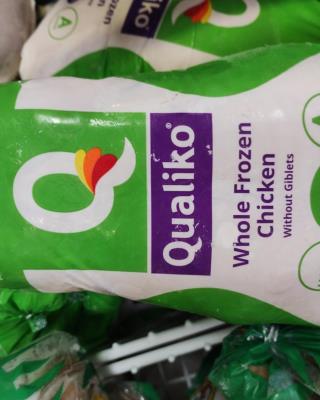 Qualiko®
Whole Frozen
Chicken
Without Giblets
A